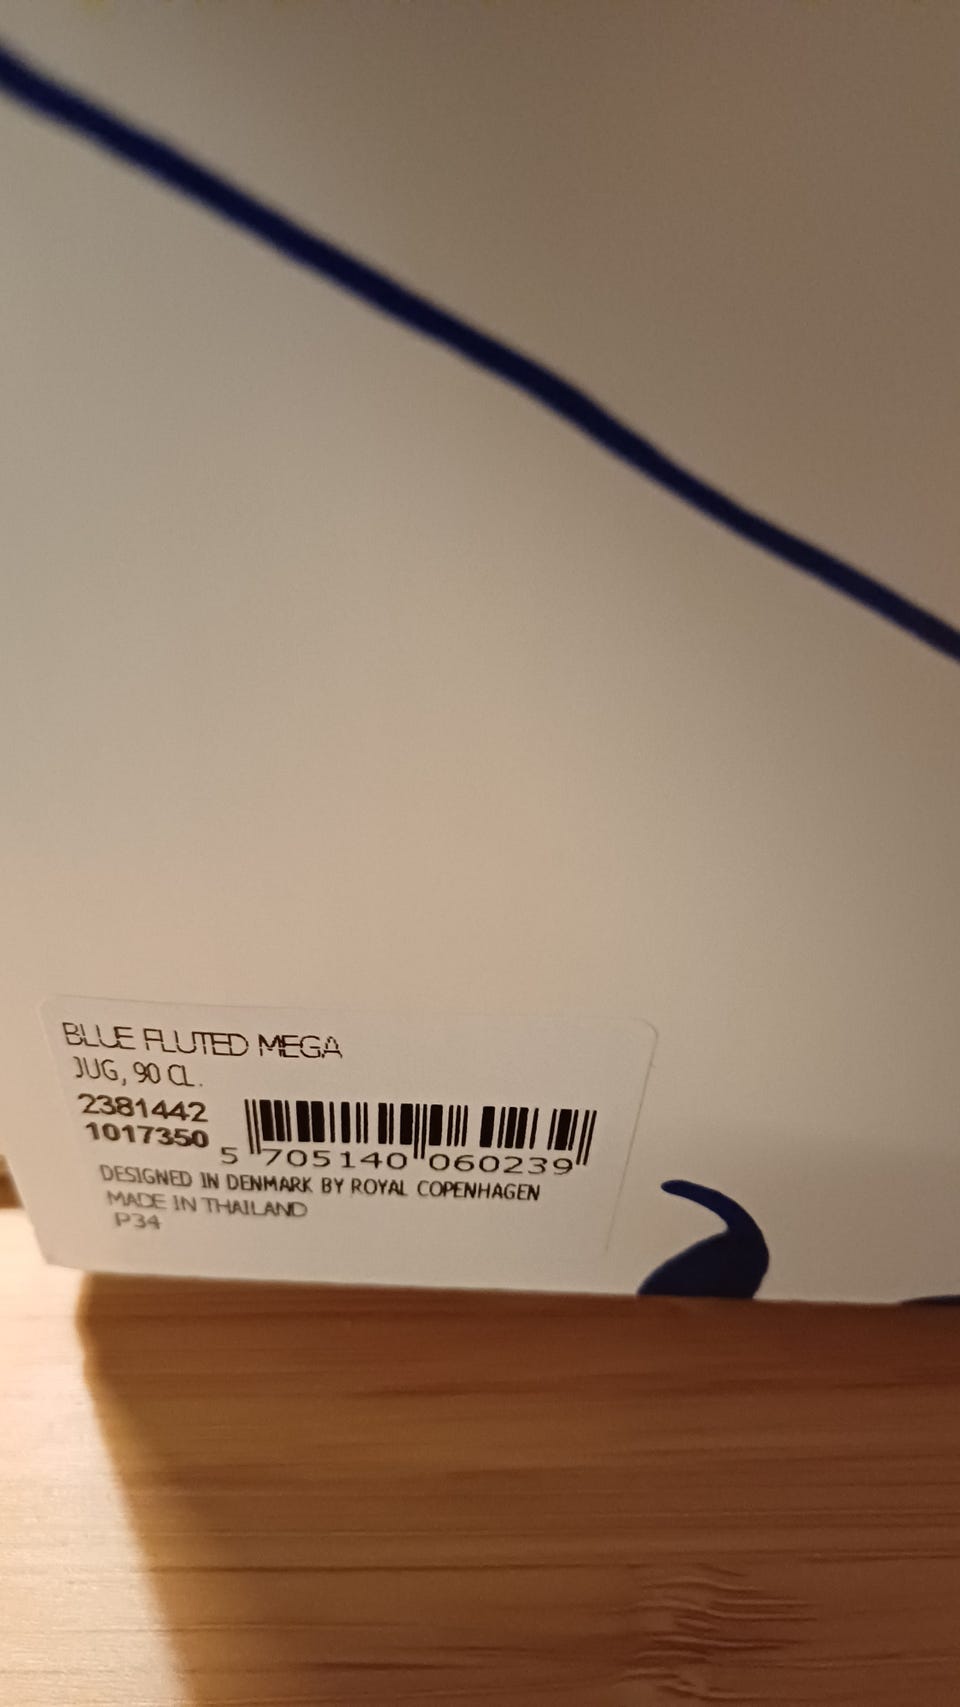 BLUE FLUTED MEGA
JUG, 90 CL.
2381442
1017350
5 705140 060239
DESIGNED IN DENMARK BY ROYAL COPENHAGEN
MADE IN THAILAND
P34